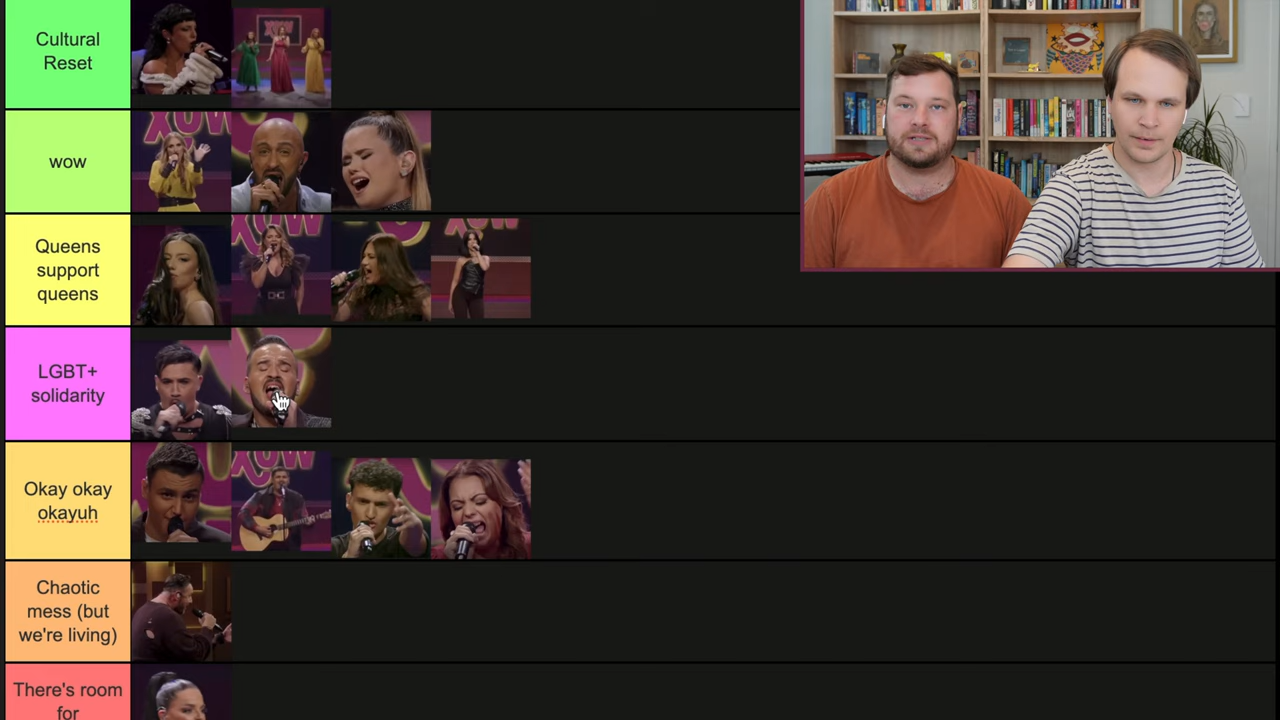 Cultural
Reset
wow
Queens
support
queens
LGBT+
solidarity
Okay okay
okayuh
Chaotic
mess (but
we're living)
There's room
for